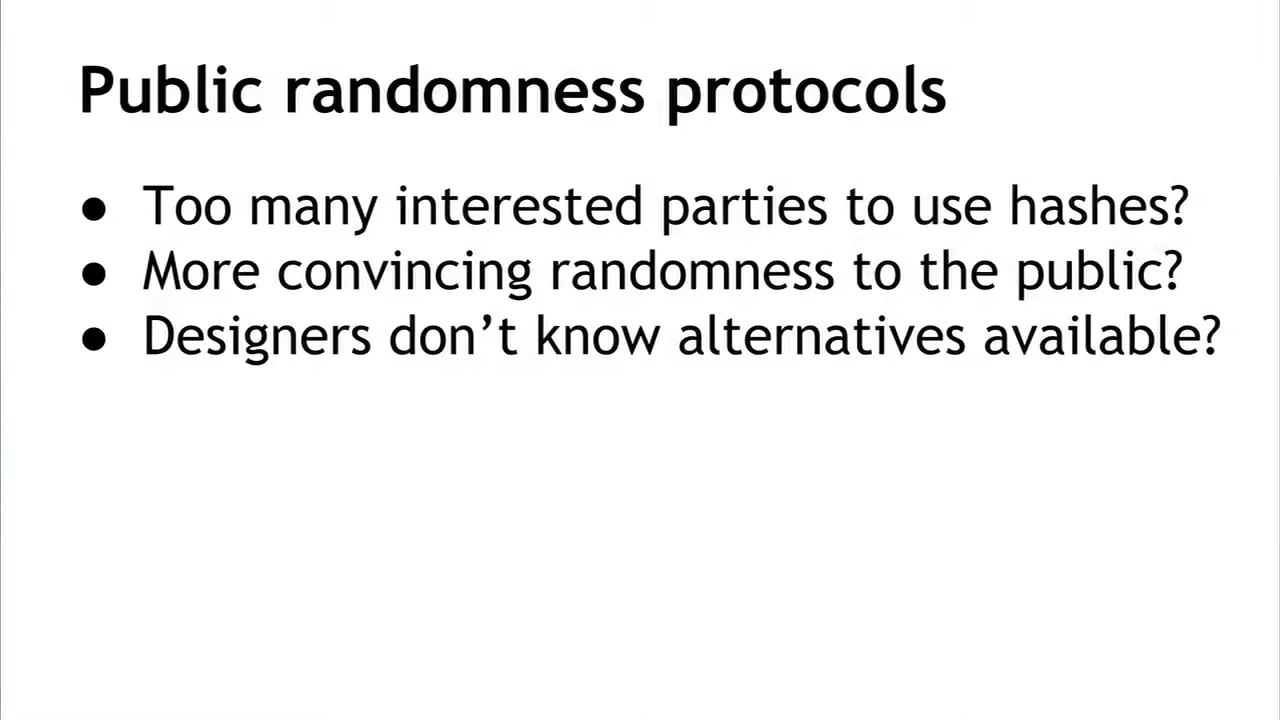 Public randomness protocols
● Too many interested parties to use hashes?
● More convincing randomness to the public?
● Designers don’t know alternatives available?